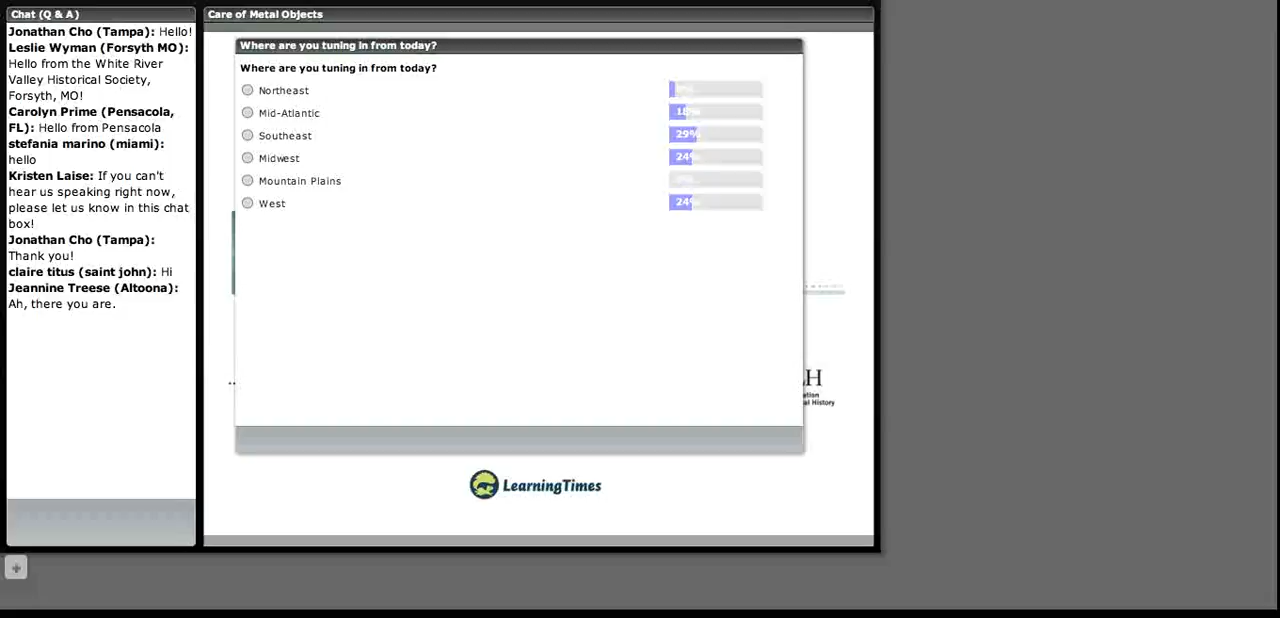 Chat (Q & A)
Jonathan Cho (Tampa): Hello!
Leslie Wyman (Forsyth MO):
Hello from the White River
Valley Historical Society,
Forsyth, MO!
Carolyn Prime (Pensacola,
FL): Hello from Pensacola
stefania marino (miami):
hello
Kristen Laise: If you can't
hear us speaking right now,
please let us know in this chat
box!
Jonathan Cho (Tampa):
Thank you!
claire titus (saint john): Hi
Jeannine Treese (Altoona):
Ah, there you are.
Care of Metal Objects
Where are you tuning in from today?
Where are you tuning in from today?
Northeast
Mid-Atlantic 18%
Southeast 29%
Midwest 24%
Mountain Plains
West 24%
H
al History
LearningTimes